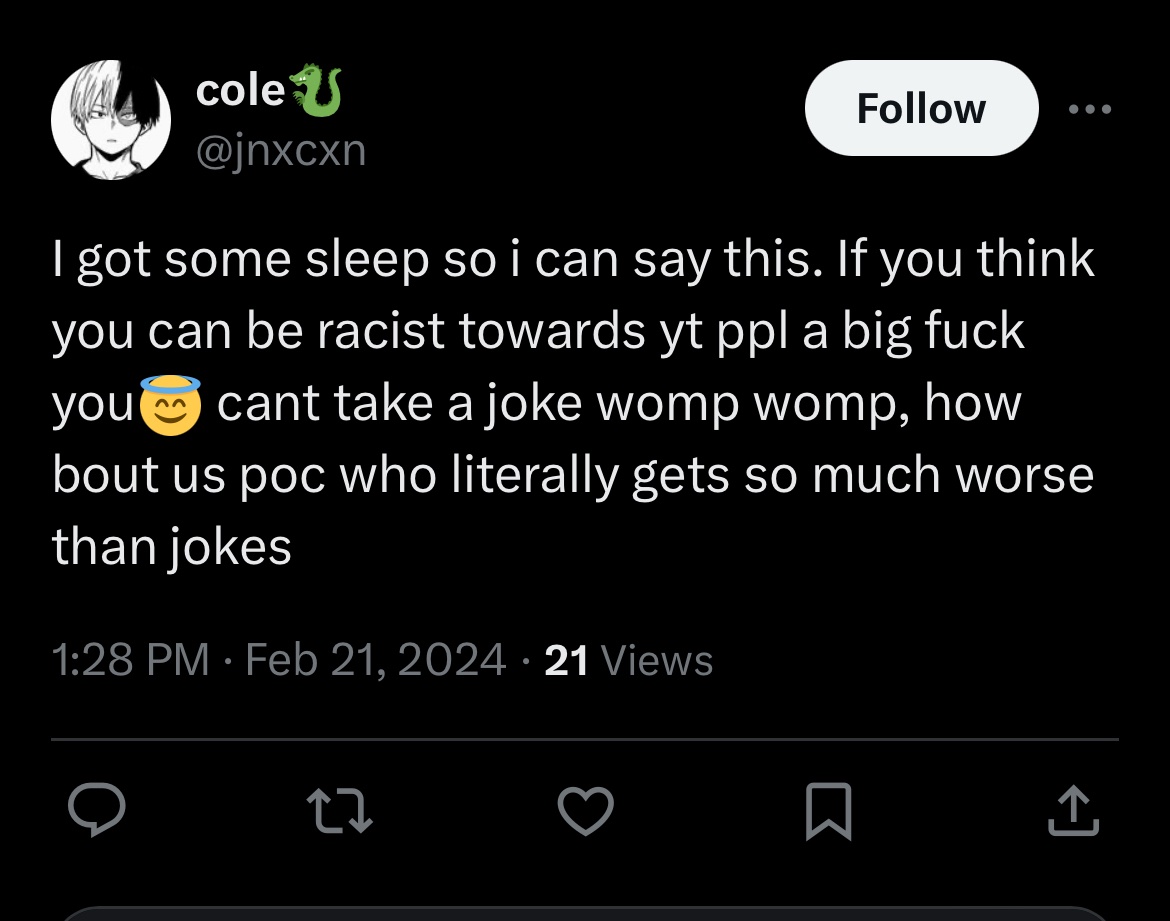 cole🐉
@jnxcxn
Follow
I got some sleep so i can say this. If you think
you can be racist towards yt ppl a big fuck
you😇 cant take a joke womp womp, how
bout us poc who literally gets so much worse
than jokes
1:28 PM · Feb 21, 2024 · 21 Views